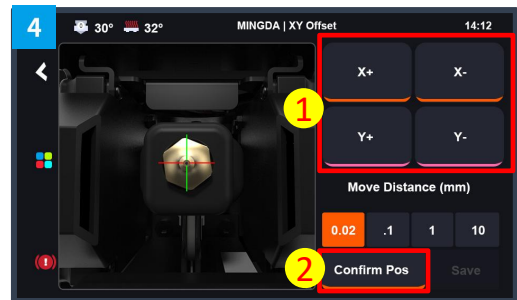 4
30° 32° MINGDA | XY Offset 14:12
X+ X-
1
Y+ Y-
Move Distance (mm)
0.02 .1 1 10
2
Confirm Pos Save